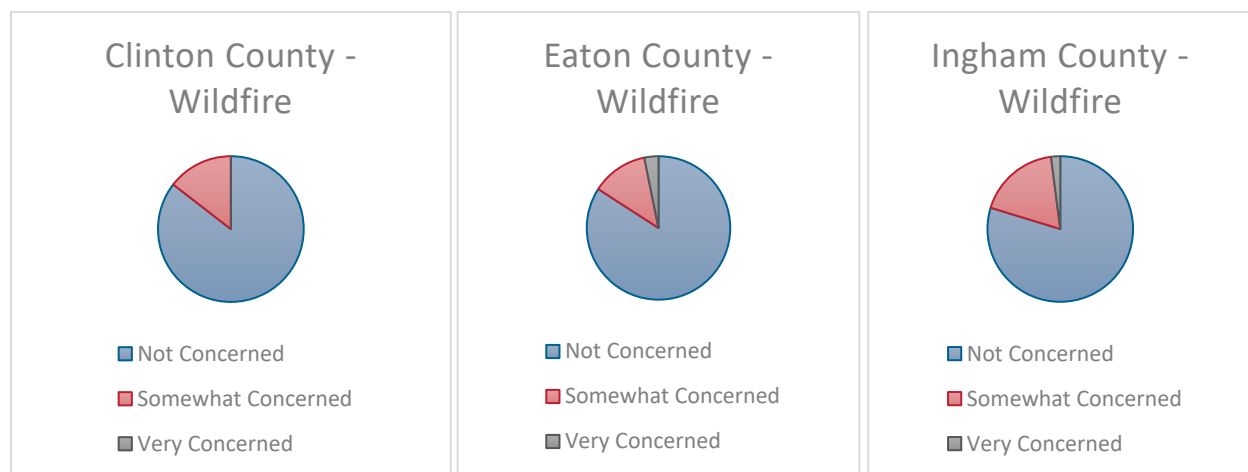 Clinton County -
Wildfire
Not Concerned
Somewhat Concerned
Very Concerned
Eaton County -
Wildfire
Not Concerned
Somewhat Concerned
Very Concerned
Ingham County -
Wildfire
Not Concerned
Somewhat Concerned
Very Concerned